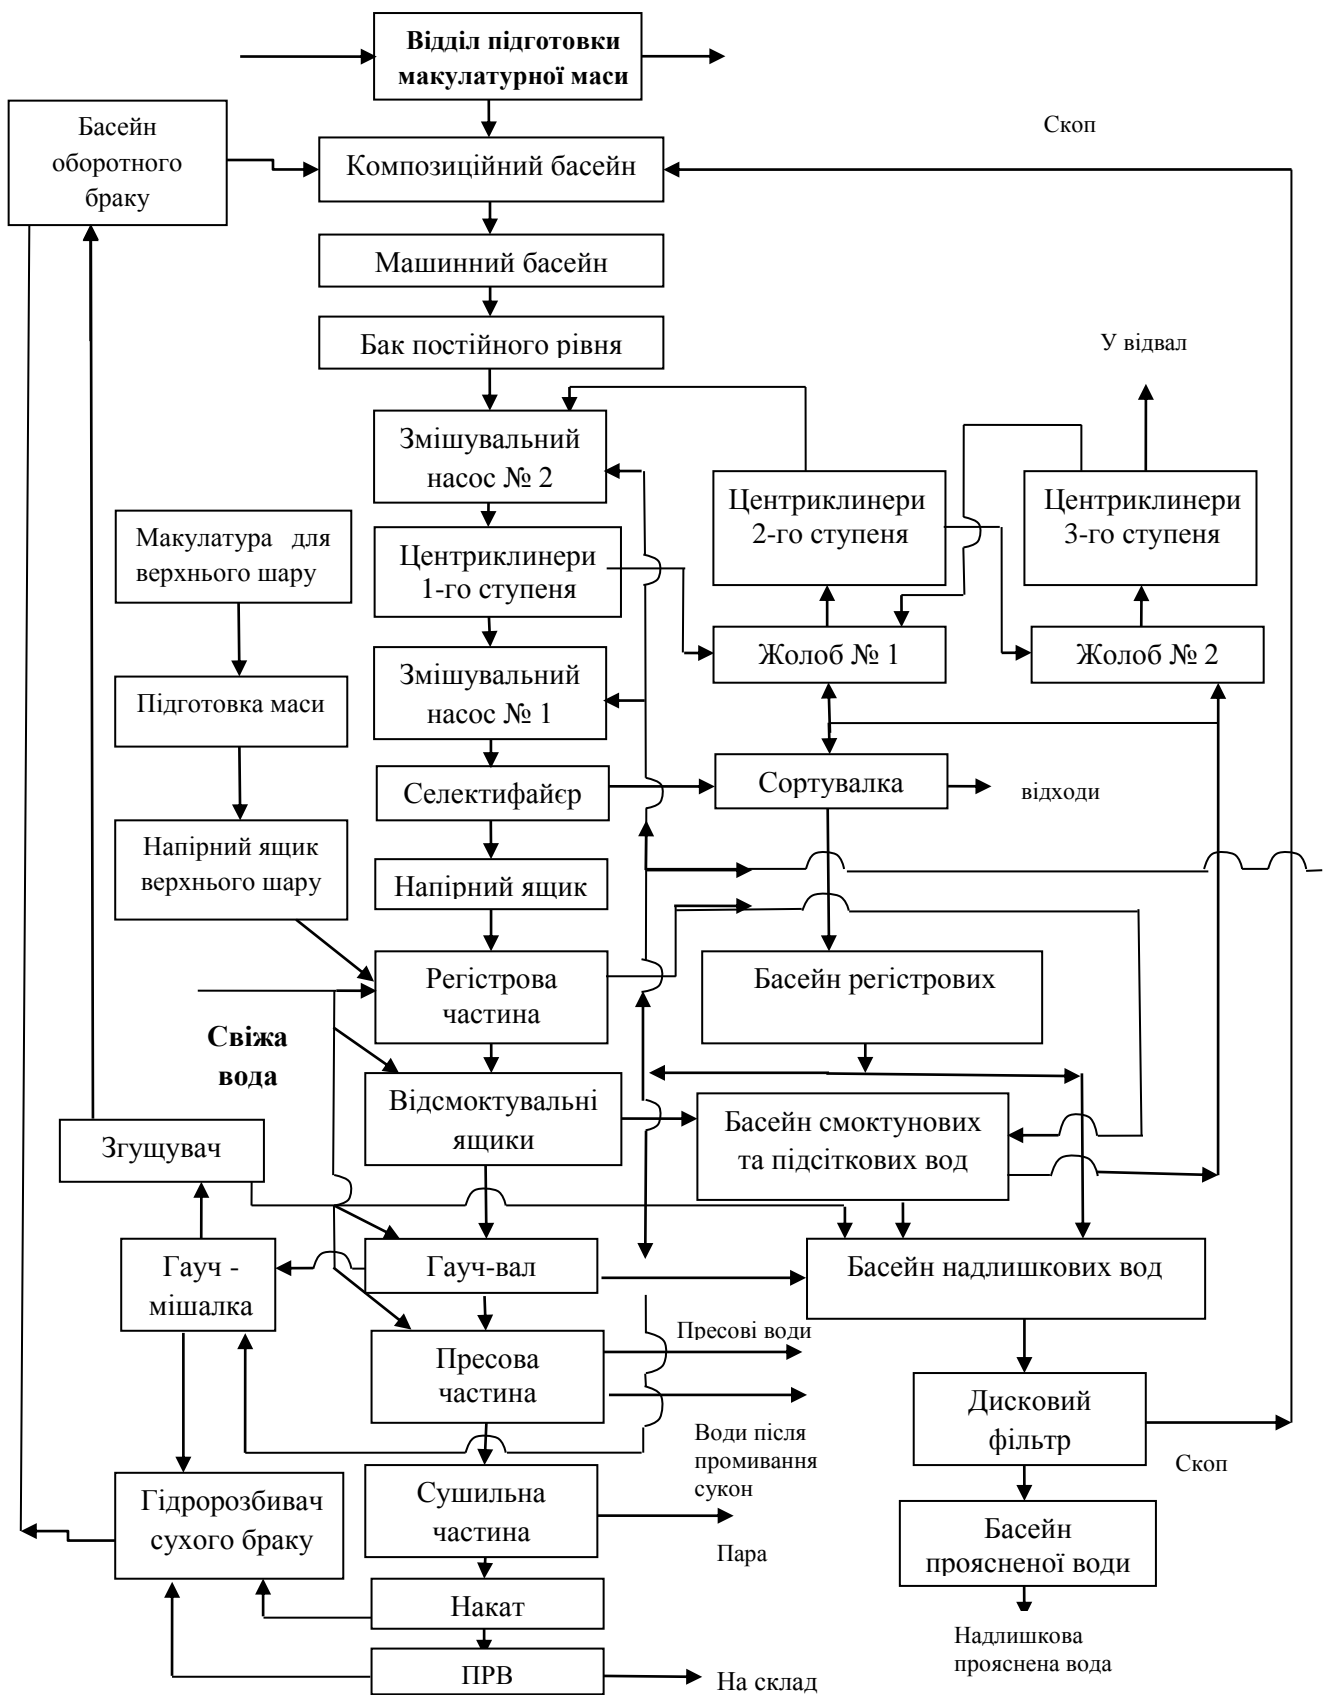 Відділ підготовки
макулатурної маси
Басейн
оборотного
браку
Скоп
Композиційний басейн
Машинний басейн
Бак постійного рівня
У відвал
Змішувальний
насос № 2
Центриклинери
2-го ступеня
Центриклинери
3-го ступеня
Макулатура для
верхнього шару
Центриклинери
1-го ступеня
Жолоб № 1
Жолоб № 2
Підготовка маси
Змішувальний
насос № 1
Селектифайєр
Сортувалка
відходи
Напірний ящик
верхнього шару
Напірний ящик
Регістрова
частина
Басейн регістрових
Свіжа
вода
Відсмоктувальні
ящики
Басейн смоктунових
та підсіткових вод
Згущувач
Гауч -
мішалка
Гауч-вал
Басейн надлишкових вод
Пресові води
Пресова
частина
Дисковий
фільтр
Води після
промивання
сукон
Скоп
Гідророзбивач
сухого браку
Сушильна
частина
Пара
Басейн
проясненої води
Накат
Надлишкова
прояснена вода
ПРВ
На склад